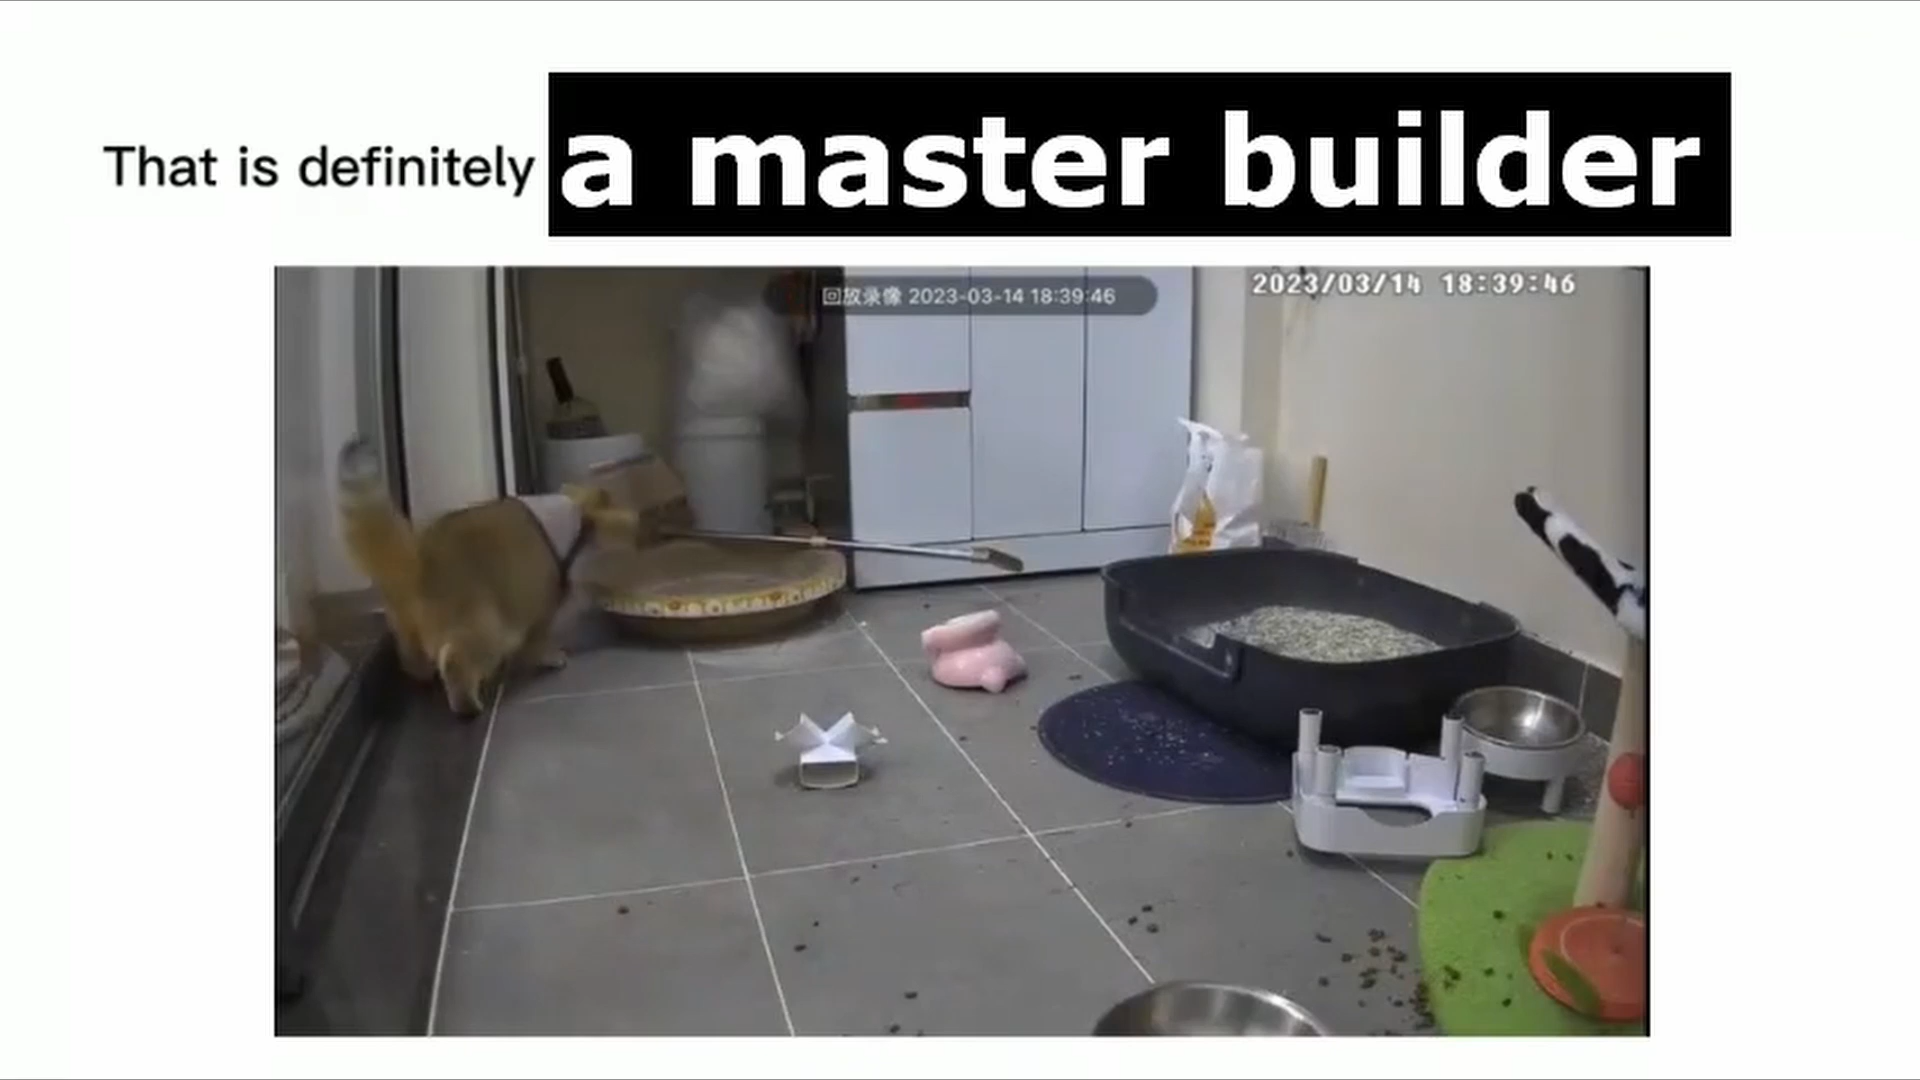 That is definitely a master builder
回放录像 2023-03-14 18:39:46
2023/03/14 18:39:46